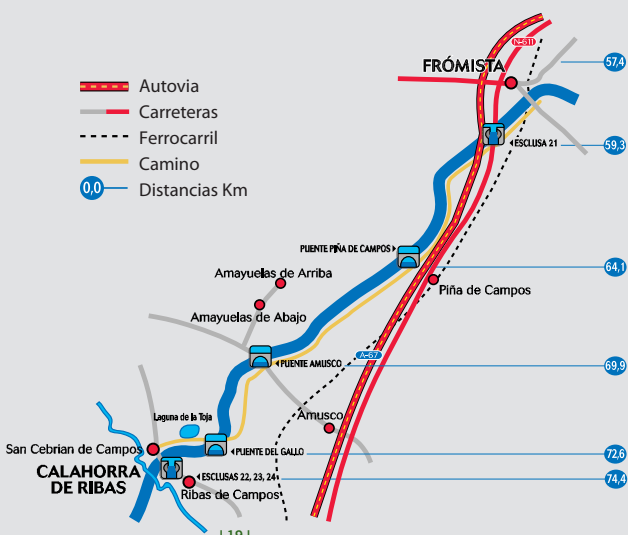 Autovia
Carreteras
Ferrocarril
Camino
0,0 Distancias Km
N-611
FRÓMISTA
57,4
ESCLUSA 21
59,3
PUENTE PIÑA DE CAMPOS
64,1
Amayuelas de Arriba
Piña de Campos
Amayuelas de Abajo
A-67
PUENTE AMUSCO
69,9
Amusco
Laguna de la Toja
San Cebrian de Campos
PUENTE DEL GALLO
72,6
CALAHORRA
DE RIBAS
ESCLUSAS 22, 23, 24
74,4
Ribas de Campos
| 19 |